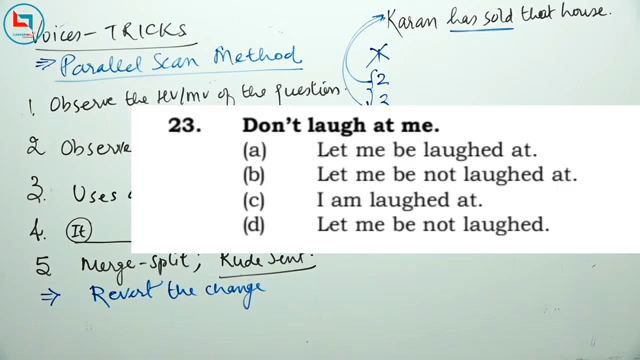 Karan has sold that house.
Voices - TRICKS
⇒ Parallel Scan Method
1. Observe the HV/MV of the question.
2 Observe
3. Uses
4. It
5 Merge-Split; Rude Sent.
⇒ Revert the change
2
3
23. Don't laugh at me.
(a) Let me be laughed at.
(b) Let me be not laughed at.
(c) I am laughed at.
(d) Let me be not laughed.